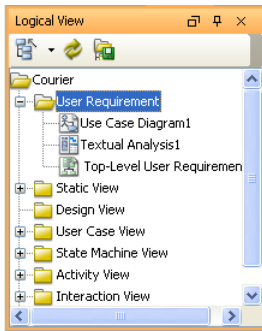 Logical View
Courier
User Requirement
Use Case Diagram1
Textual Analysis1
Top-Level User Requiremen
Static View
Design View
User Case View
State Machine View
Activity View
Interaction View